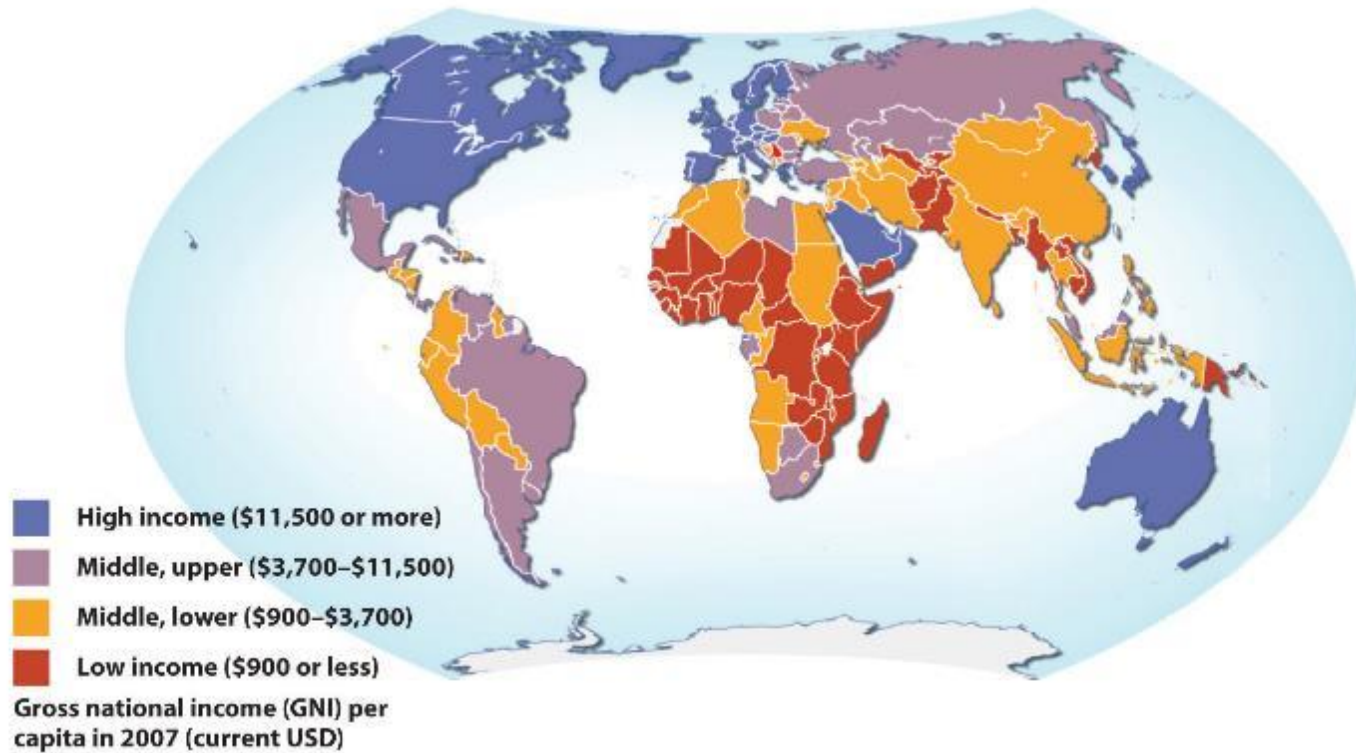 High income ($11,500 or more)
Middle, upper ($3,700–$11,500)
Middle, lower ($900–$3,700)
Low income ($900 or less)
Gross national income (GNI) per
capita in 2007 (current USD)